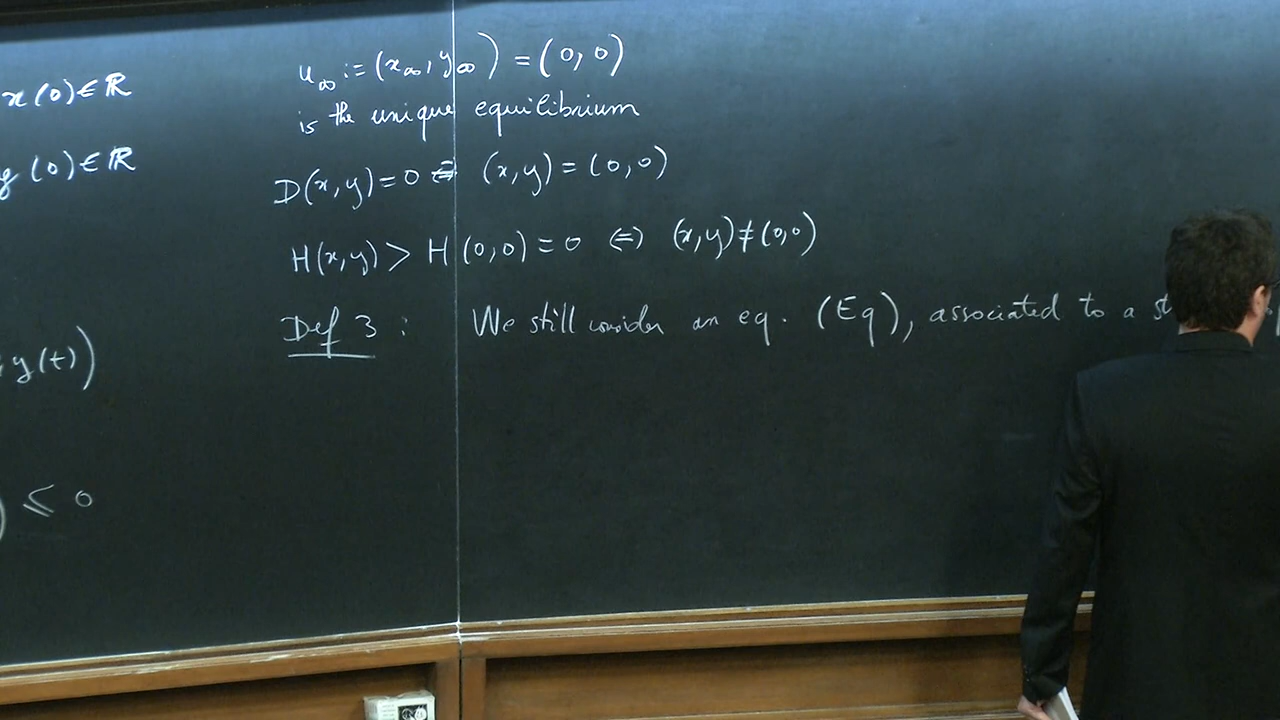 x(0) ∈ ℝ
y(0) ∈ ℝ
y(t))
) ≤ 0
u∞ := (x∞, y∞) = (0, 0)
is the unique equilibrium
D(x, y) = 0 ⇔ (x, y) = (0, 0)
H(x, y) > H(0, 0) = 0 ⇔ (x, y) ≠ (0, 0)
Def 3 : We still consider an eq. (Eq), associated to a